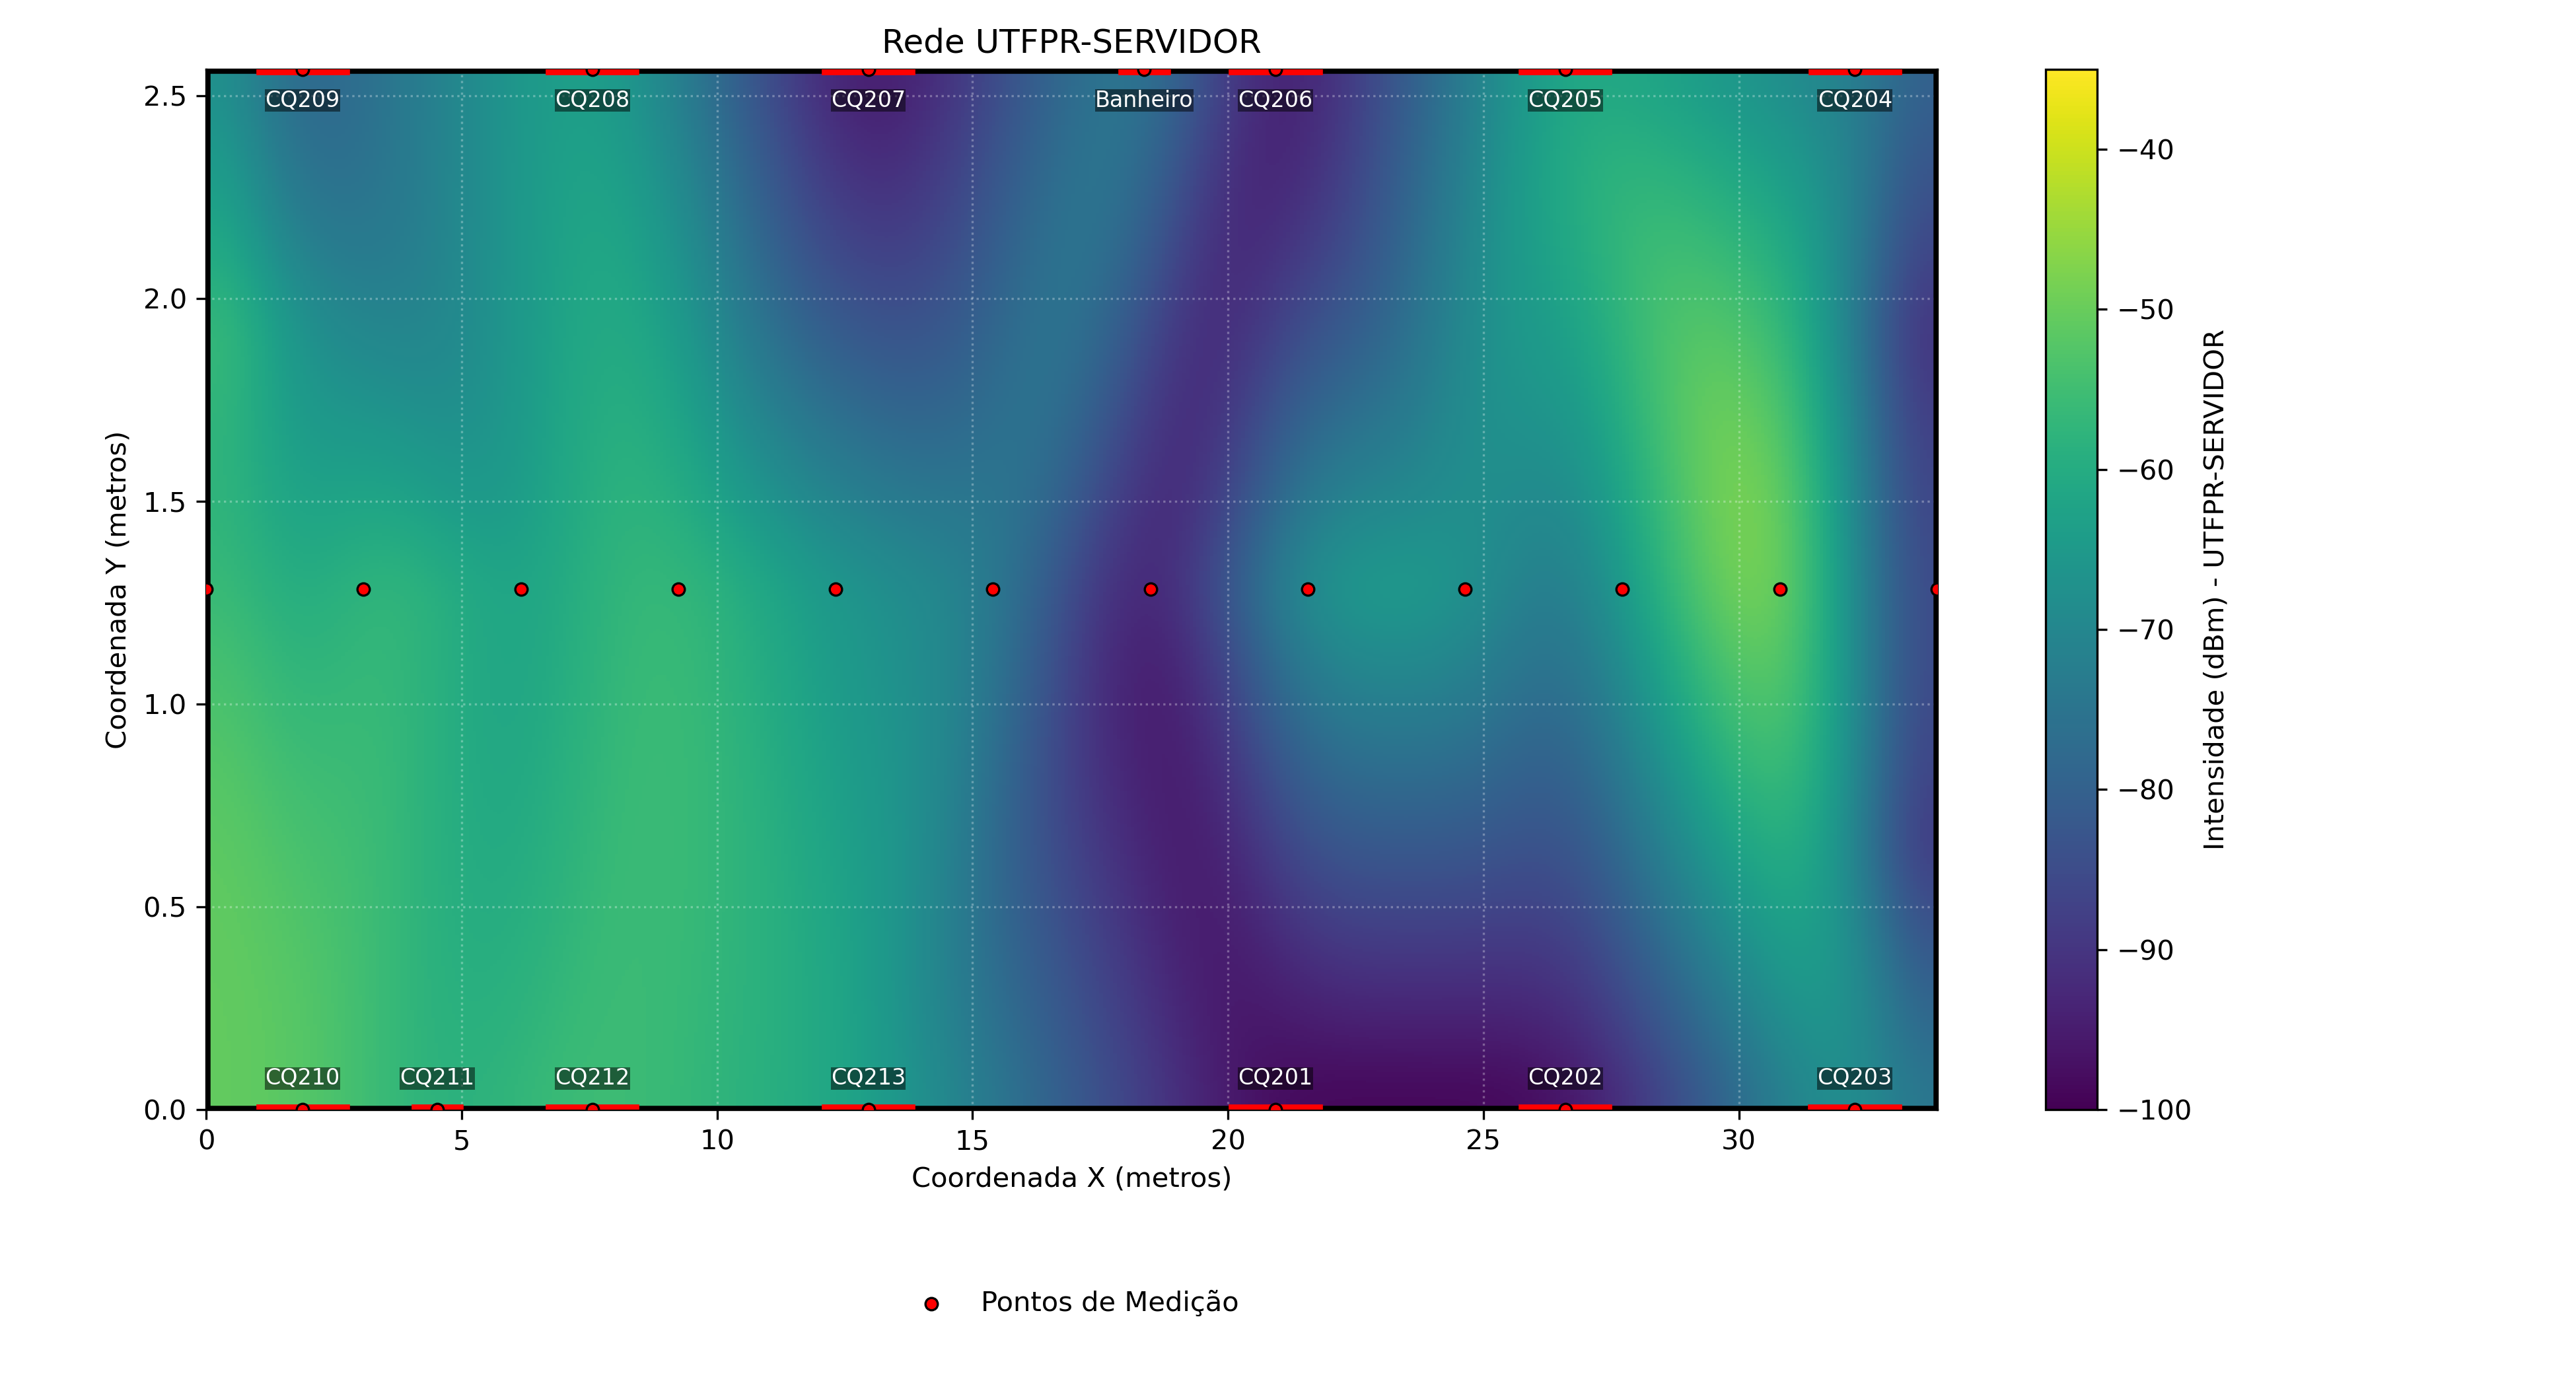 Rede UTFPR-SERVIDOR
CQ209 CQ208 CQ207 Banheiro CQ206 CQ205 CQ204
CQ210 CQ211 CQ212 CQ213 CQ201 CQ202 CQ203
2.5
2.0
1.5
1.0
0.5
0.0
Coordenada Y (metros)
0 5 10 15 20 25 30
Coordenada X (metros)
−40
−50
−60
−70
−80
−90
−100
Intensidade (dBm) - UTFPR-SERVIDOR
Pontos de Medição